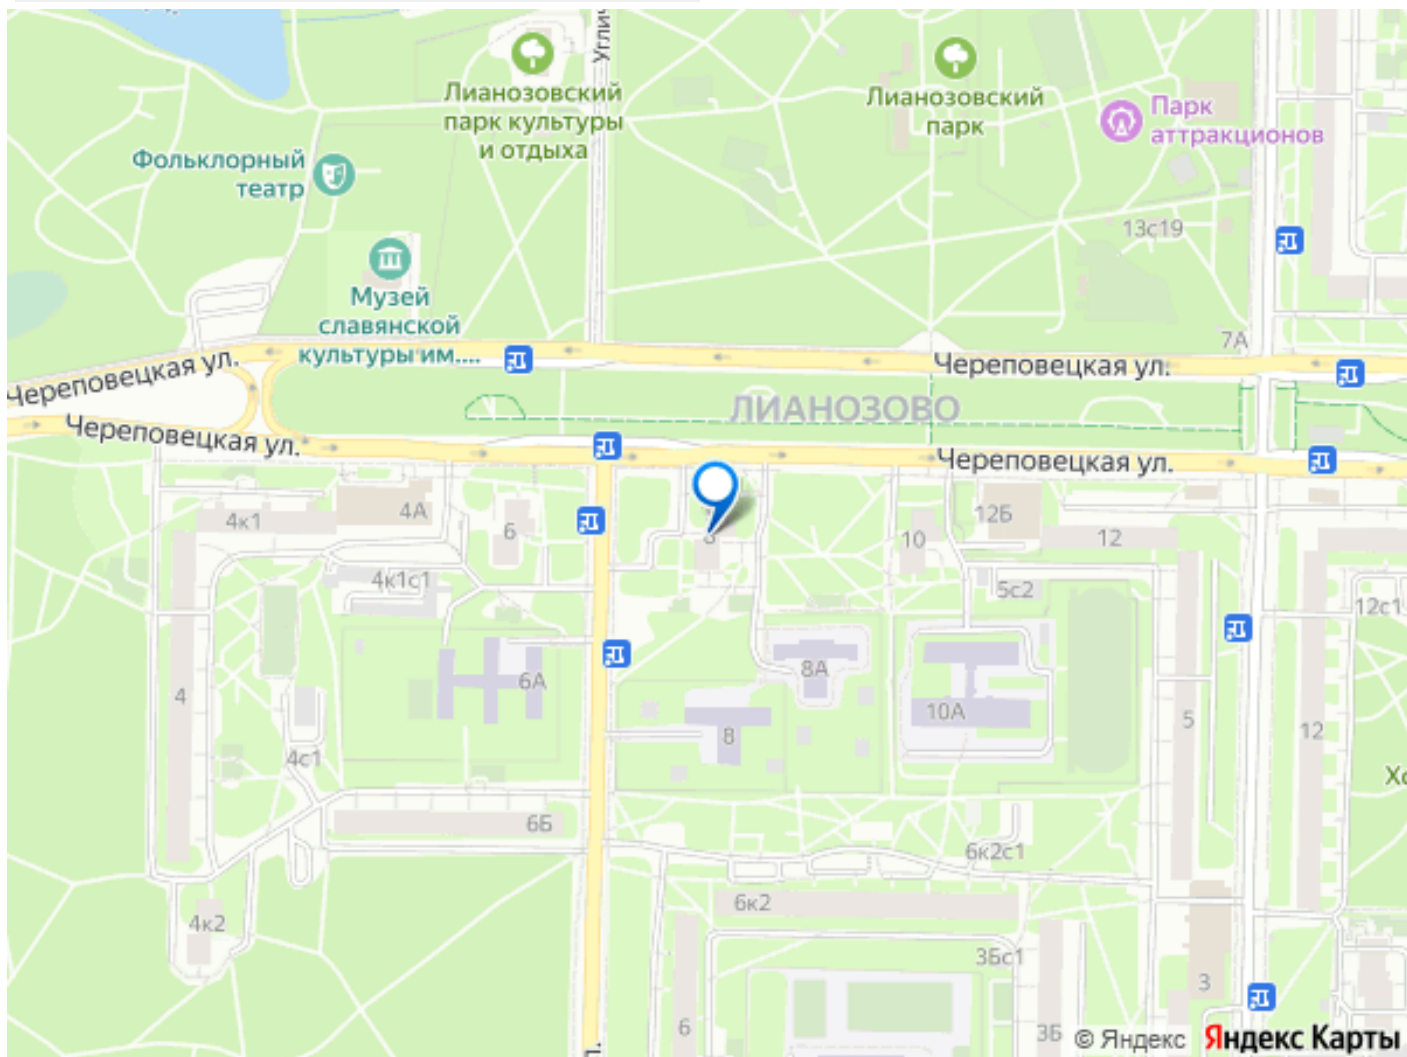 Углич
Лианозовский
парк культуры
и отдыха
Лианозовский
парк
Парк
аттракционов
Фольклорный
театр
13с19
Музей
славянской
культуры им....
7А
Череповецкая ул.
Череповецкая ул.
ЛИАНОЗОВО
Череповецкая ул.
Череповецкая ул.
4к1
4А
6
10
12Б
12
4к1с1
5с2
12с1
4
6А
8А
10А
8
5
12
4с1
Хо
6Б
6к2с1
6к2
4к2
3Бс1
3
6
3Б
л.
© Яндекс
Яндекс Карты